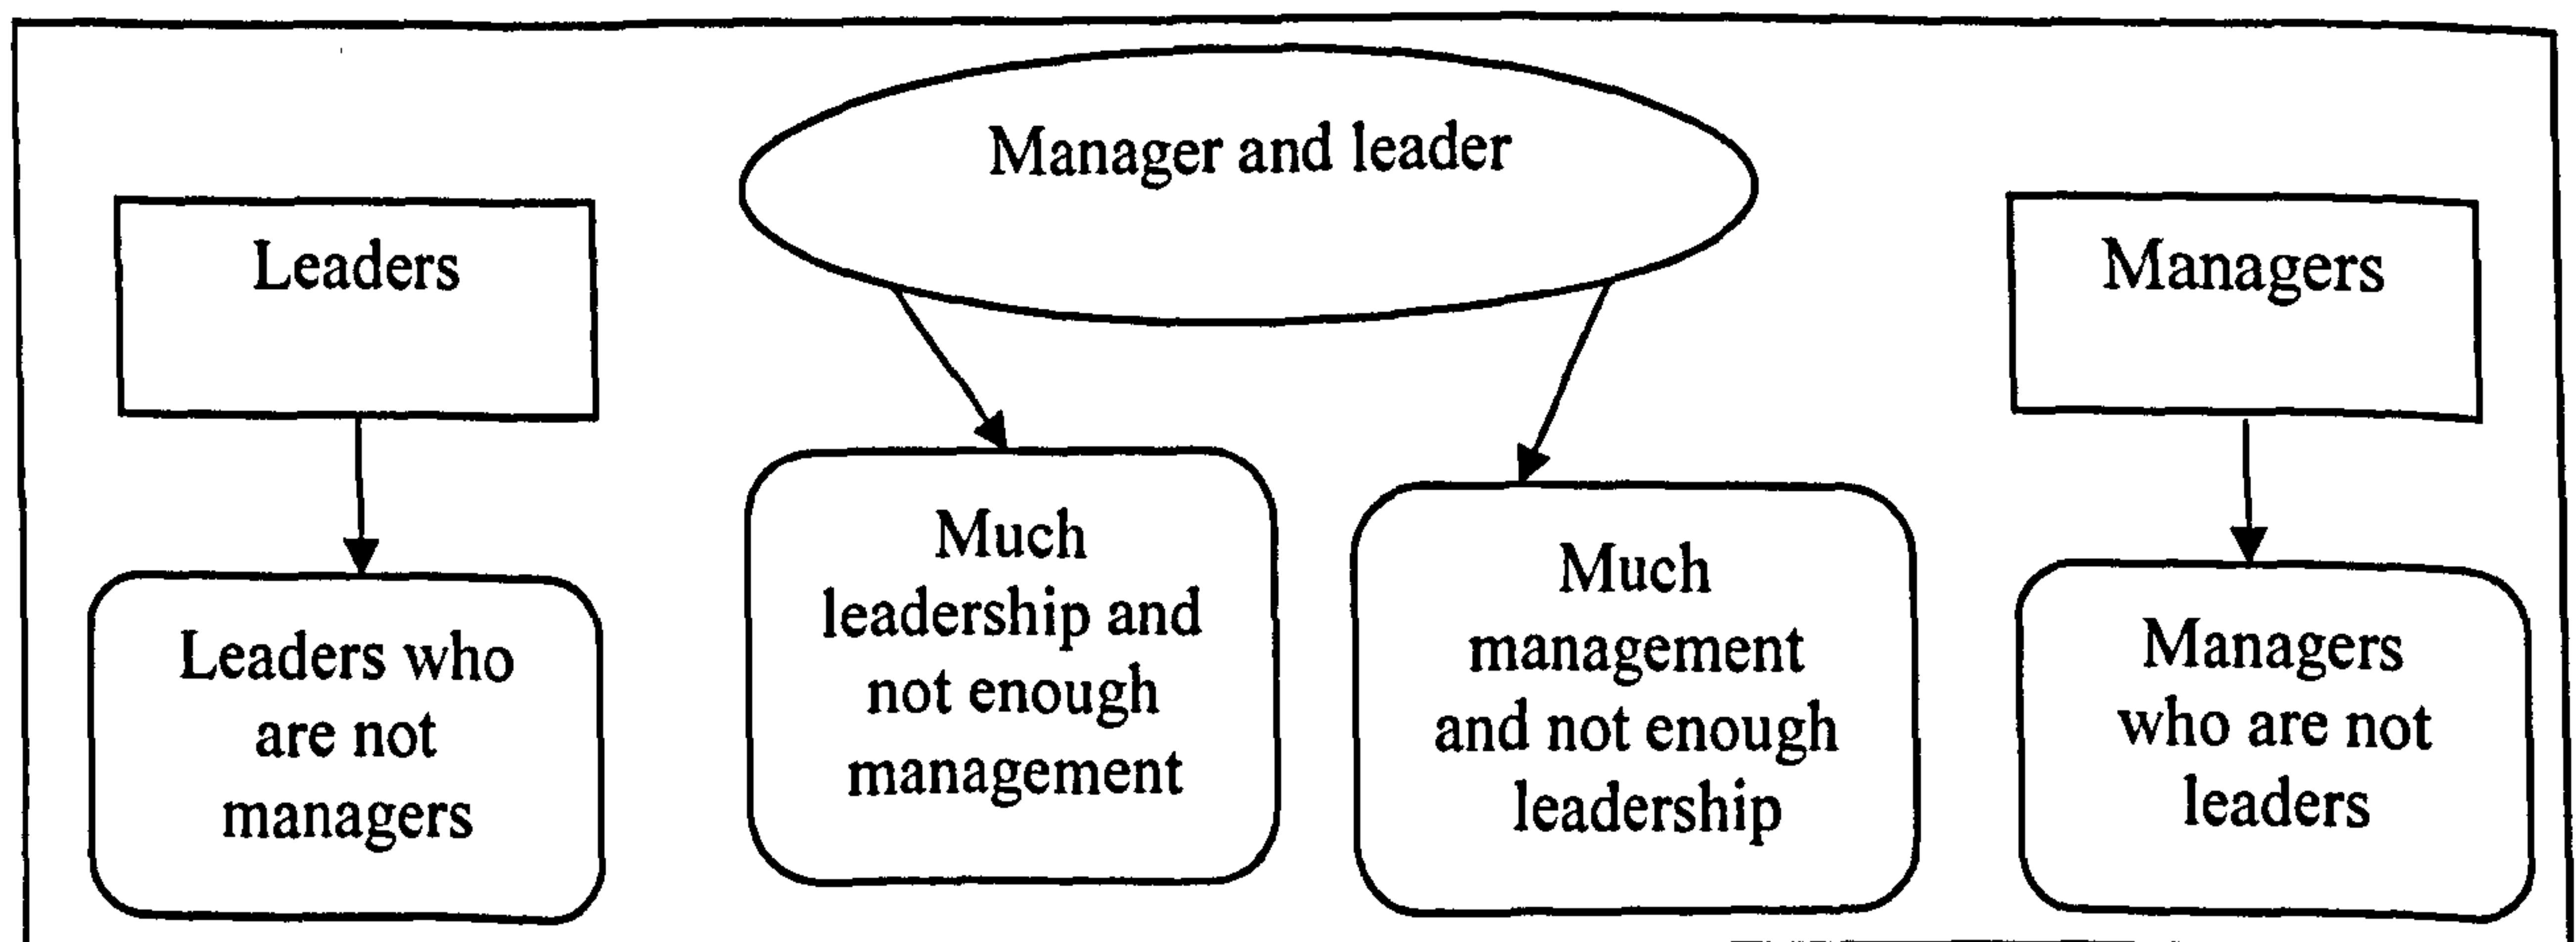 Manager and leader
Leaders
Managers
Leaders who
are not
managers
Much
leadership and
not enough
management
Much
management
and not enough
leadership
Managers
who are not
leaders